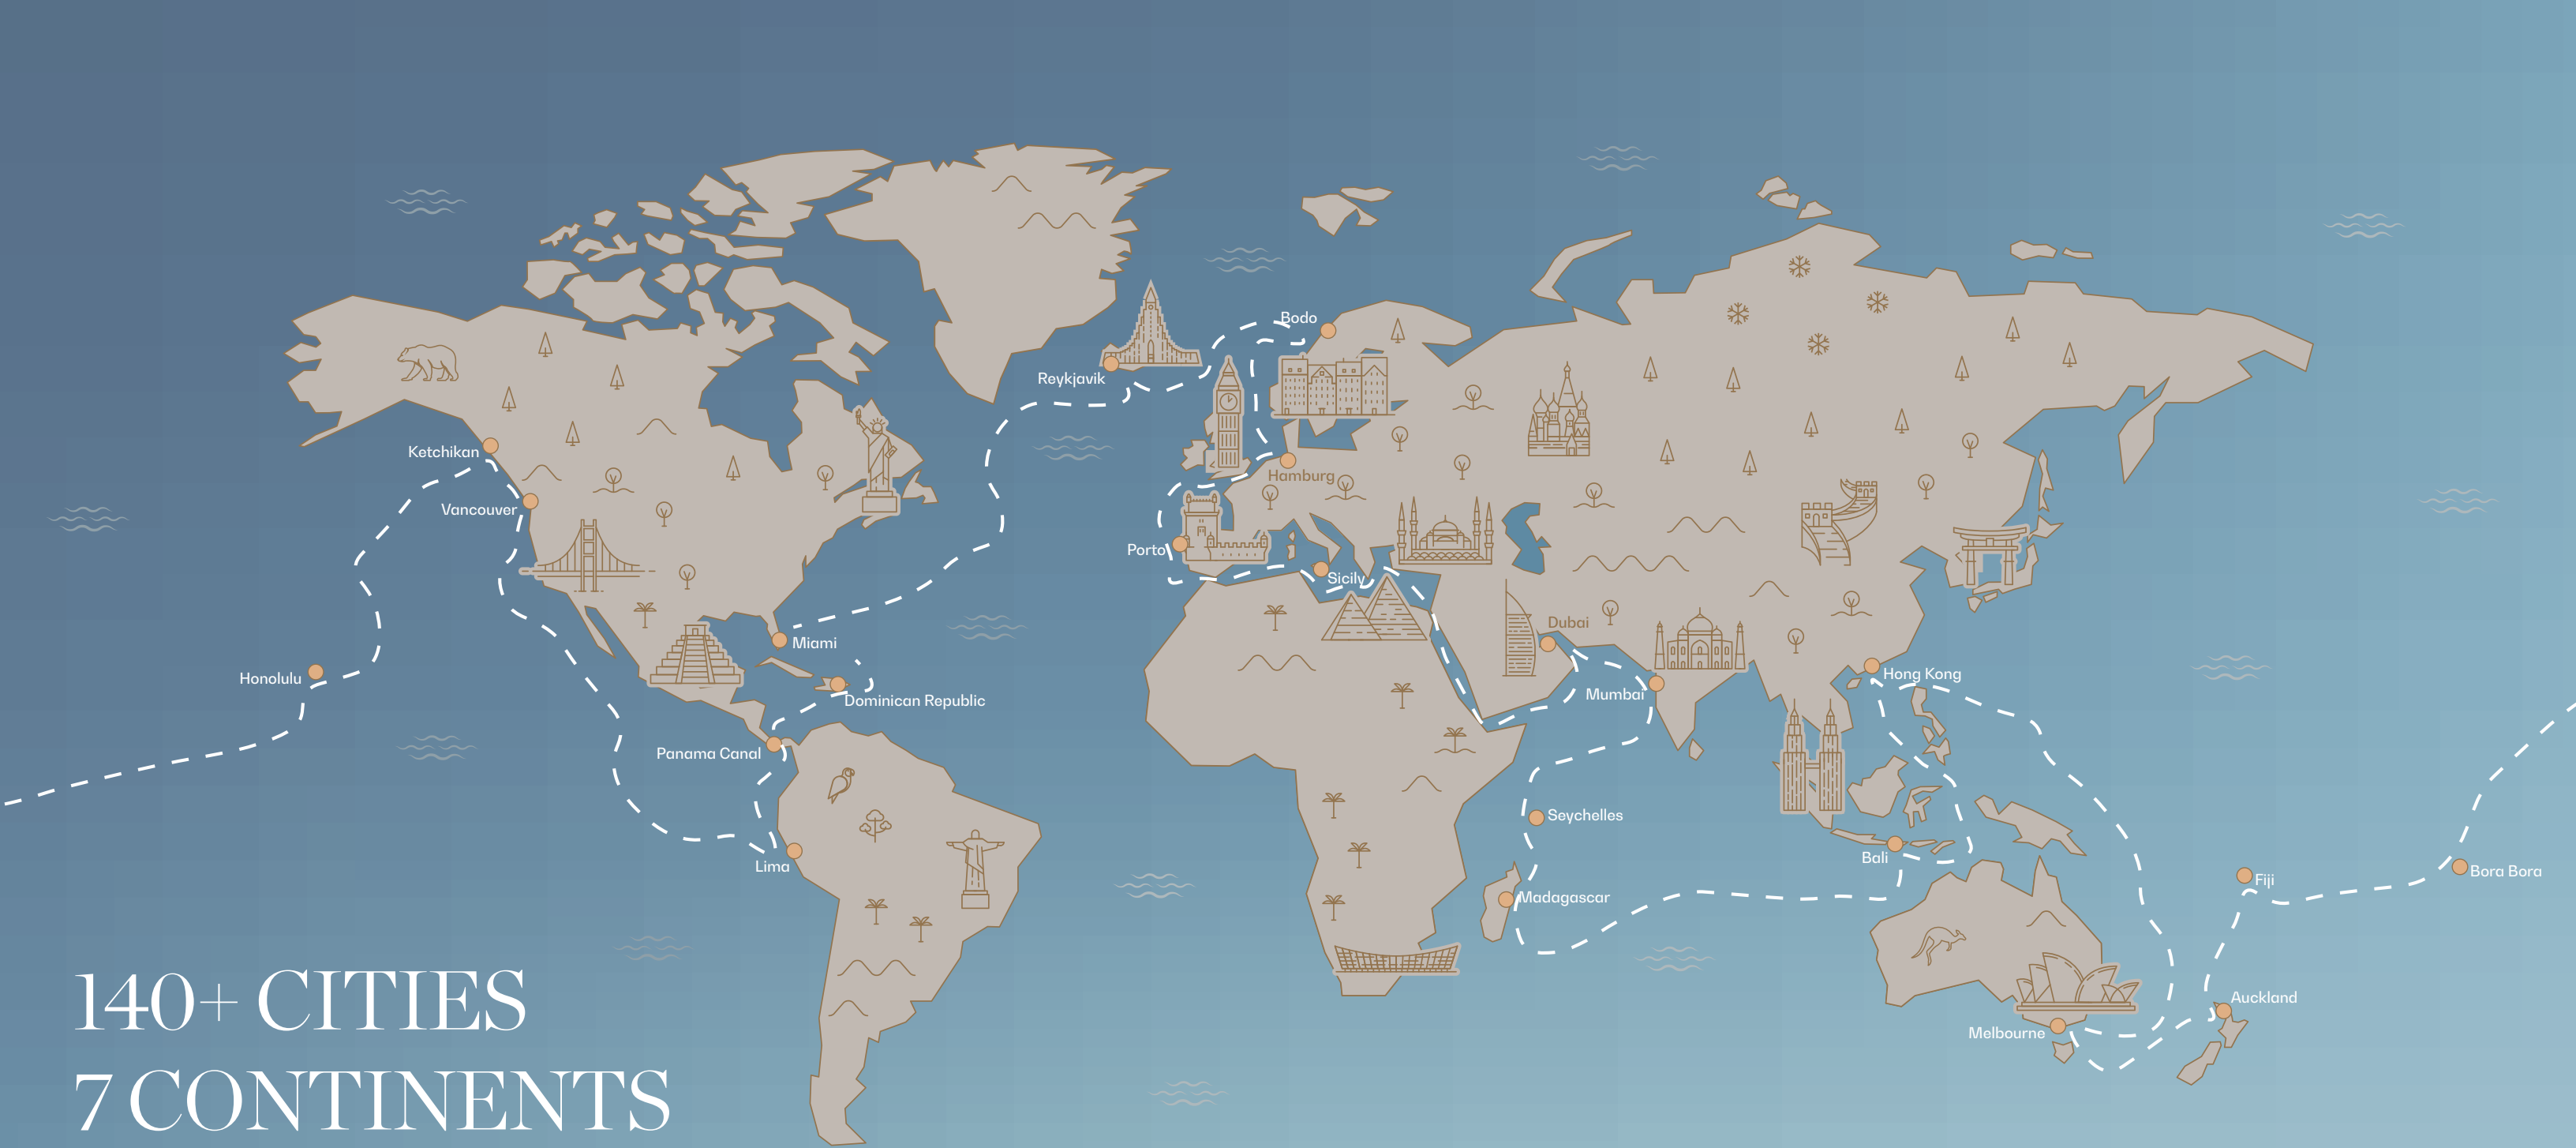 Bodo
Reykjavik
Ketchikan
Hamburg
Vancouver
Porto
Sicily
Dubai
Miami
Honolulu
Hong Kong
Mumbai
Dominican Republic
Panama Canal
Seychelles
Bali
Lima
Bora Bora
Fiji
Madagascar
Auckland
Melbourne
140+ CITIES
7 CONTINENTS